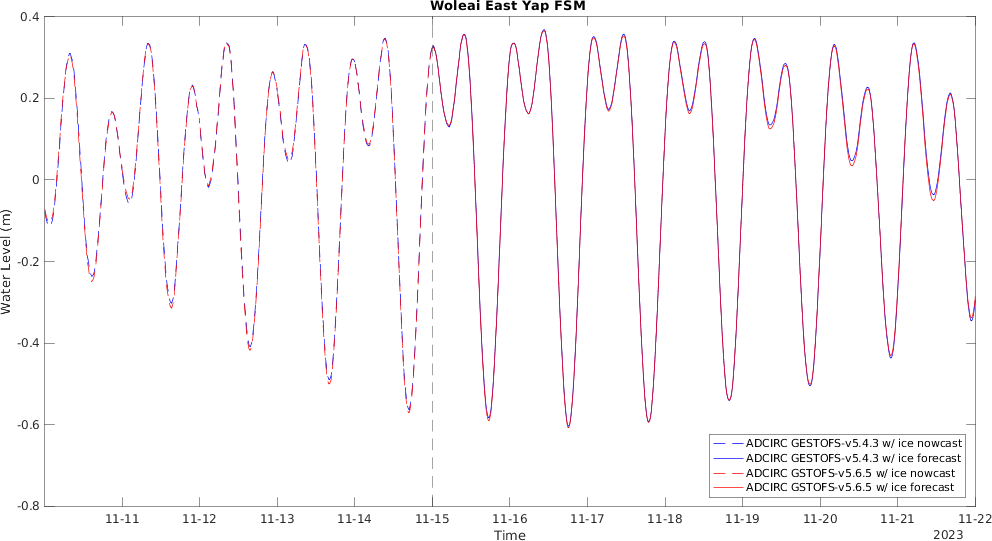 Woleai East Yap FSM
0.4
0.2
0
-0.2
-0.4
-0.6
-0.8
Water Level (m)
ADCIRC GESTOFS-v5.4.3 w/ ice nowcast
ADCIRC GESTOFS-v5.4.3 w/ ice forecast
ADCIRC GSTOFS-v5.6.5 w/ ice nowcast
ADCIRC GSTOFS-v5.6.5 w/ ice forecast
11-11 11-12 11-13 11-14 11-15 11-16 11-17 11-18 11-19 11-20 11-21 11-22
Time
2023